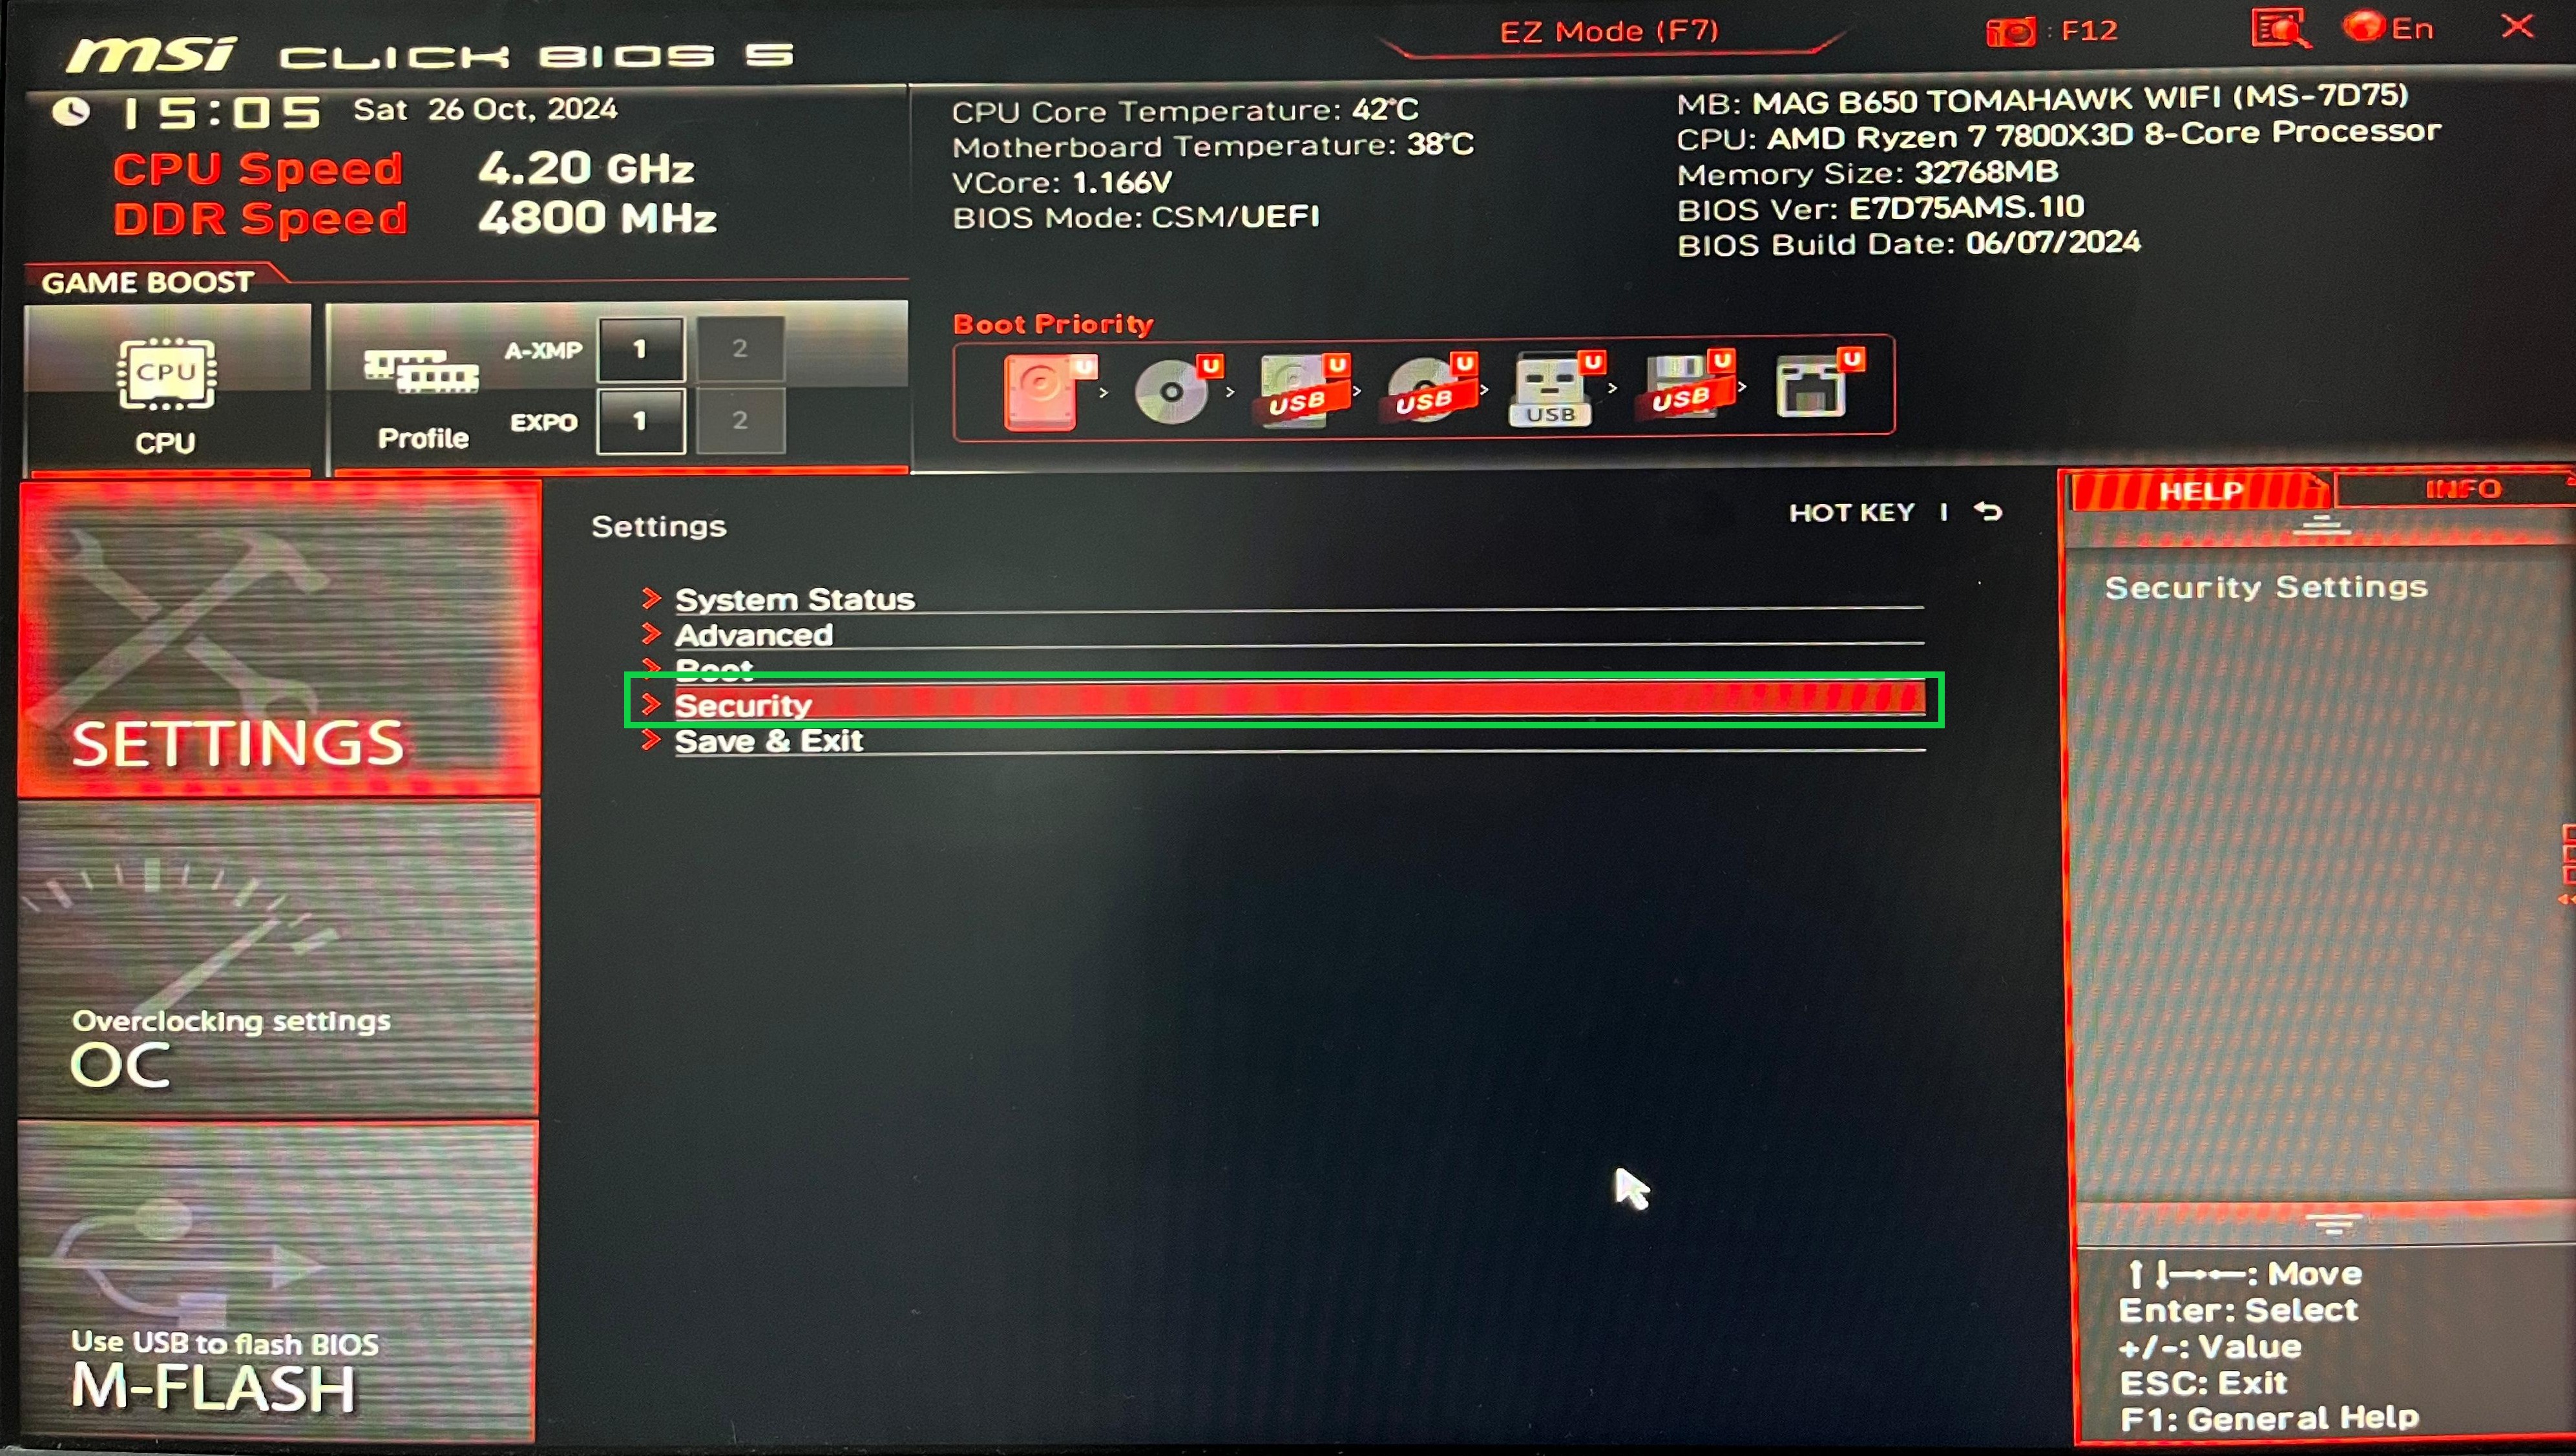 msi CLICK BIOS 5
EZ Mode (F7)
: F12
En
15:05 Sat 26 Oct, 2024
CPU Speed 4.20 GHz
DDR Speed 4800 MHz
CPU Core Temperature: 42°C
Motherboard Temperature: 38°C
VCore: 1.166V
BIOS Mode: CSM/UEFI
MB: MAG B650 TOMAHAWK WIFI (MS-7D75)
CPU: AMD Ryzen 7 7800X3D 8-Core Processor
Memory Size: 32768MB
BIOS Ver: E7D75AMS.1I0
BIOS Build Date: 06/07/2024
GAME BOOST
CPU
CPU
Profile
A-XMP 1 2
EXPO 1 2
Boot Priority
U U U U U U U
USB USB USB USB
SETTINGS
Overclocking settings
OC
Use USB to flash BIOS
M-FLASH
Settings
HOT KEY |
> System Status
> Advanced
> Boot
> Security
> Save & Exit
HELP
INFO
Security Settings
↑↓→←: Move
Enter: Select
+/-: Value
ESC: Exit
F1: General Help